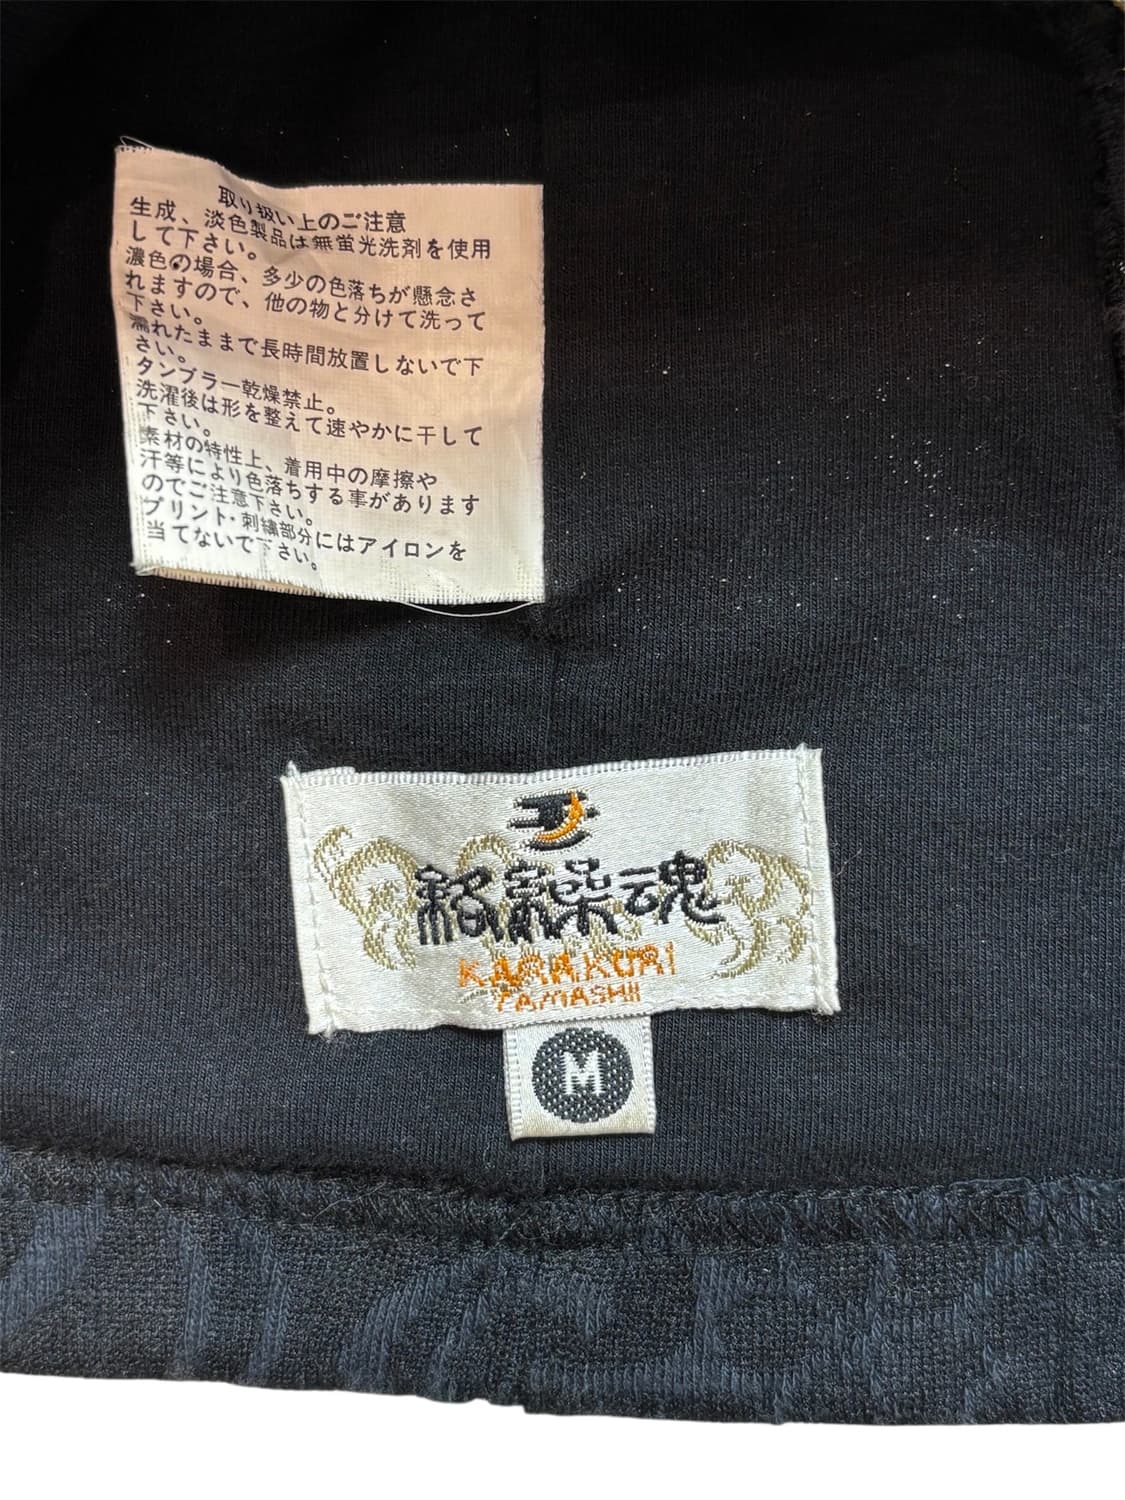 取り扱い上のご注意
生成、淡色製品は無蛍光洗剤を使用
して下さい。
濃色の場合、多少の色落ちが懸念さ
れますので、他の物と分けて洗って
下さい。
濡れたままで長時間放置しないで下
さい。
タンブラー乾燥禁止。
洗濯後は形を整えて速やかに干して
下さい。
素材の特性上、着用中の摩擦や
汗等により色落ちする事があります
のでご注意下さい。
プリント・刺繍部分にはアイロンを
当てないで下さい。
絡繰魂
KARAKURI
TAMASHII
M